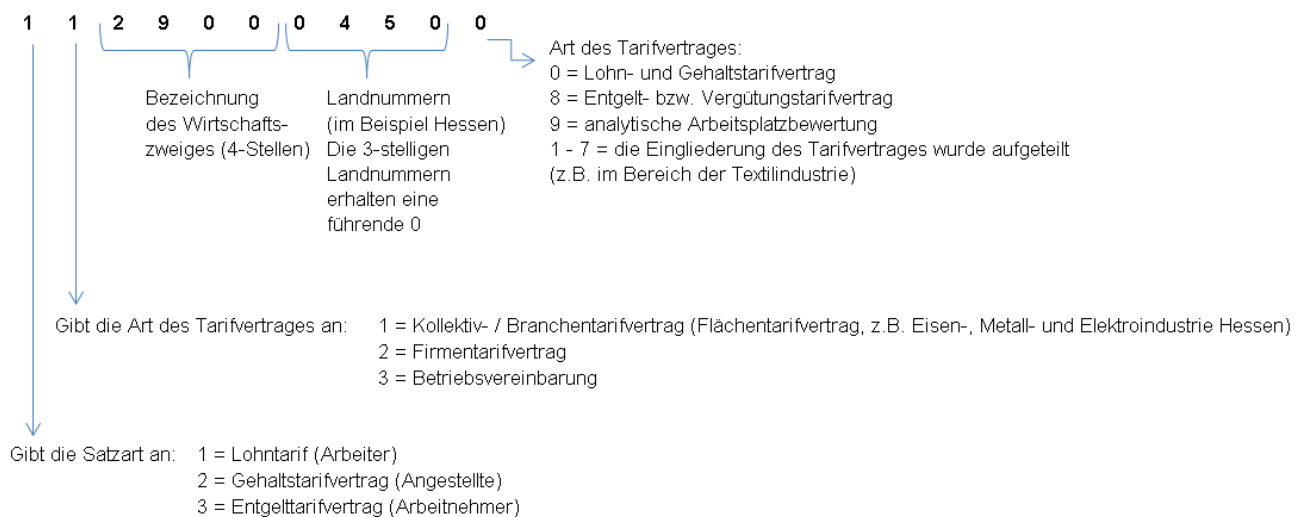 1 1 2 9 0 0 0 4 5 0 0
Art des Tarifvertrages:
0 = Lohn- und Gehaltstarifvertrag
8 = Entgelt- bzw. Vergütungstarifvertrag
9 = analytische Arbeitsplatzbewertung
1 - 7 = die Eingliederung des Tarifvertrages wurde aufgeteilt
(z.B. im Bereich der Textilindustrie)
Bezeichnung
des Wirtschafts-
zweiges (4-Stellen)
Landnummern
(im Beispiel Hessen)
Die 3-stelligen
Landnummern
erhalten eine
führende 0
Gibt die Art des Tarifvertrages an: 1 = Kollektiv- / Branchentarifvertrag (Flächentarifvertrag, z.B. Eisen-, Metall- und Elektroindustrie Hessen)
2 = Firmentarifvertrag
3 = Betriebsvereinbarung
Gibt die Satzart an: 1 = Lohntarif (Arbeiter)
2 = Gehaltstarifvertrag (Angestellte)
3 = Entgelttarifvertrag (Arbeitnehmer)